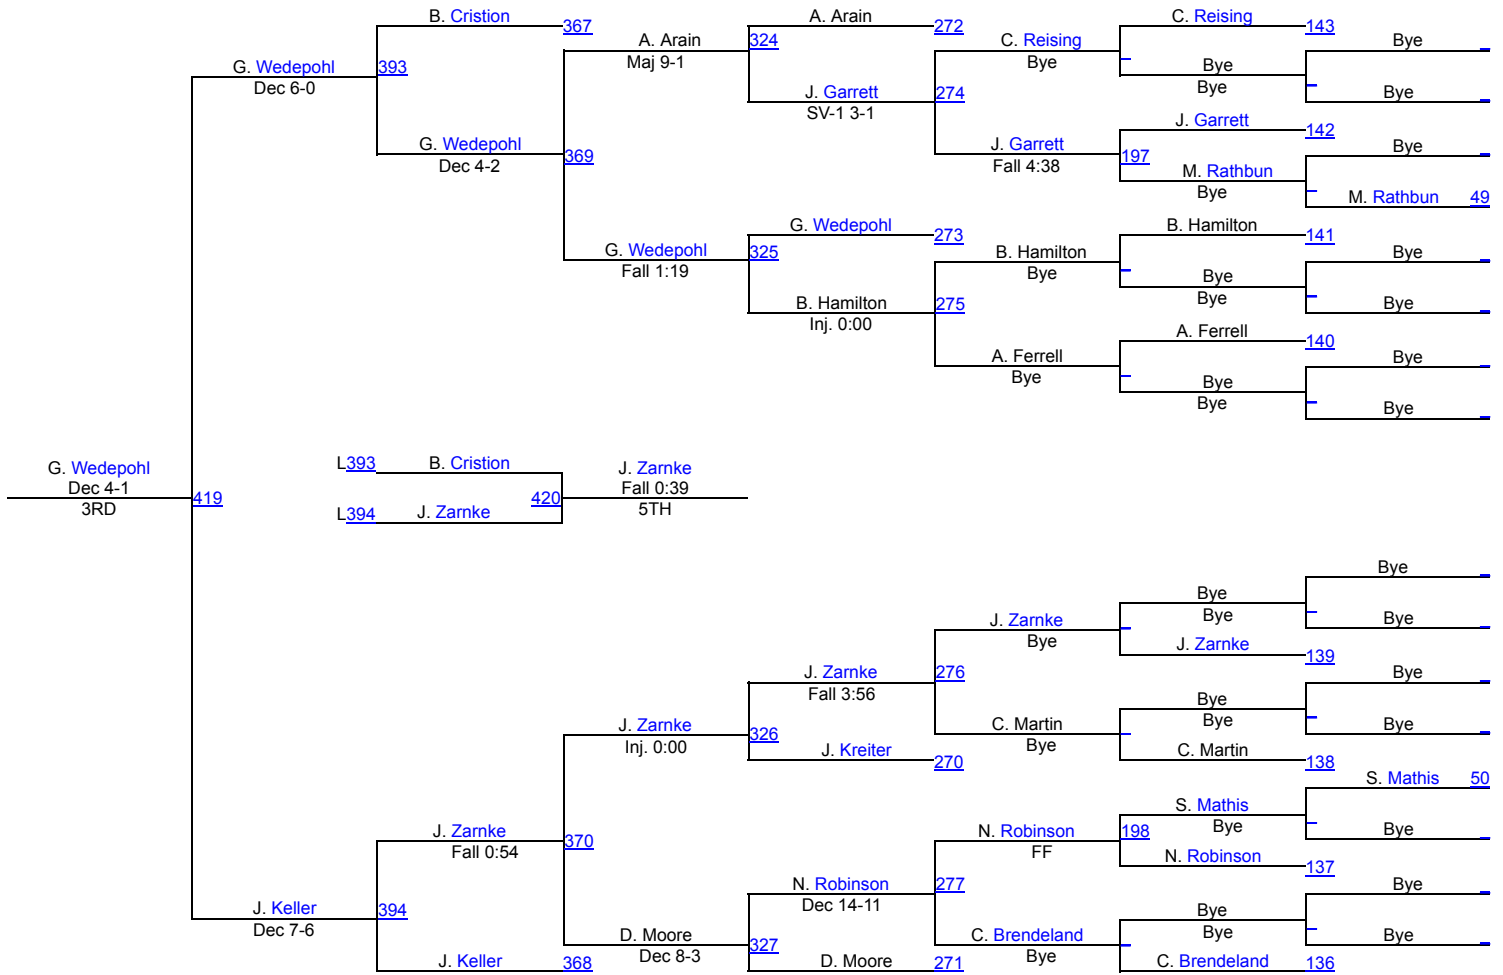 B. Cristion
367
G. Wedepohl
Dec 6-0
393
G. Wedepohl
Dec 4-2
369
A. Arain
Maj 9-1
324
A. Arain
272
J. Garrett
SV-1 3-1
274
C. Reising
Bye
C. Reising
143
Bye
Bye
Bye
Bye
J. Garrett
Fall 4:38
197
J. Garrett
142
M. Rathbun
Bye
Bye
M. Rathbun 49
G. Wedepohl
Fall 1:19
325
G. Wedepohl
273
B. Hamilton
Inj. 0:00
275
B. Hamilton
Bye
B. Hamilton
141
Bye
Bye
Bye
Bye
A. Ferrell
Bye
A. Ferrell
140
Bye
Bye
Bye
Bye
G. Wedepohl
Dec 4-1
3RD
419
L393 B. Cristion
L394 J. Zarnke
420
J. Zarnke
Fall 0:39
5TH
J. Keller
Dec 7-6
394
J. Zarnke
Fall 0:54
370
J. Keller
368
J. Zarnke
Inj. 0:00
326
J. Zarnke
Fall 3:56
276
J. Zarnke
Bye
Bye
Bye
Bye
Bye
J. Zarnke
139
C. Martin
Bye
Bye
Bye
Bye
Bye
C. Martin
138
J. Kreiter
270
D. Moore
Dec 8-3
327
N. Robinson
Dec 14-11
277
N. Robinson
FF
198
S. Mathis
Bye
S. Mathis 50
Bye
N. Robinson
137
C. Brendeland
Bye
Bye
Bye
Bye
Bye
C. Brendeland
136
D. Moore
271